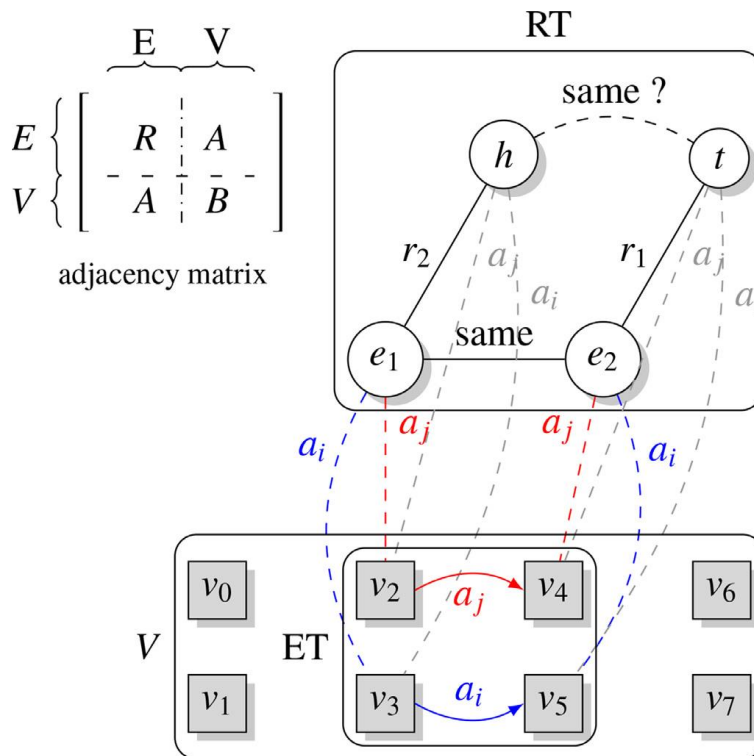 E V
RT
E R A
V A B
adjacency matrix
same ?
h t
r2 aj ai r1 aj a
e1 same e2
ai aj aj ai
v0 v2 aj v4 v6
V ET
v1 v3 ai v5 v7